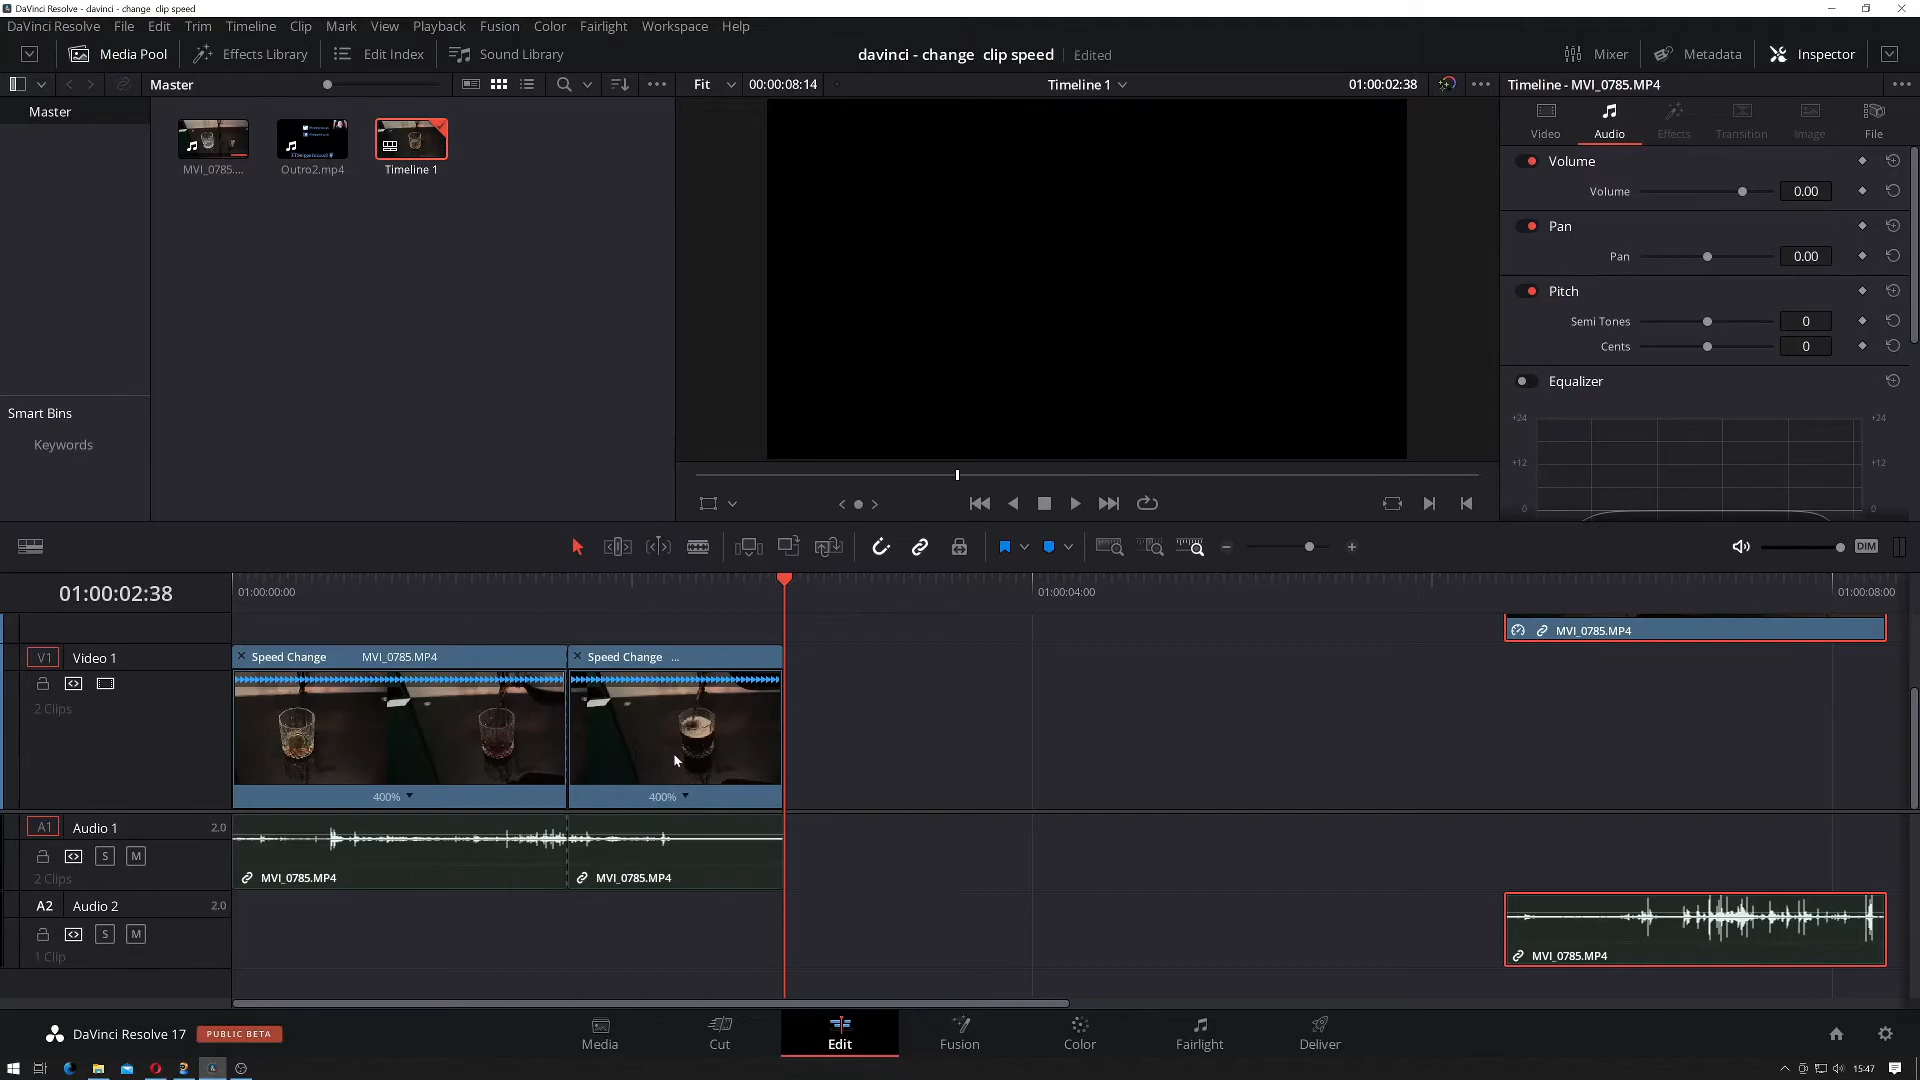 DaVinci Resolve - davinci - change  clip speed
DaVinci Resolve File Edit Trim Timeline Clip Mark View Playback Fusion Color Fairlight Workspace Help
Media Pool Effects Library Edit Index Sound Library davinci - change  clip speed Edited Mixer Metadata Inspector
Master Fit 00:00:08:14 Timeline 1 01:00:02:38 Timeline - MVI_0785.MP4
Master
MVI_0785.... Outro2.mp4 Timeline 1
Video Audio Effects Transition Image File
Volume
Volume 0.00
Pan
Pan 0.00
Pitch
Semi Tones 0
Cents 0
Equalizer
+24 +24
+12 +12
0 0
Smart Bins
Keywords
DIM
01:00:02:38 01:00:00:00 01:00:04:00 01:00:08:00
MVI_0785.MP4
V1 Video 1 Speed Change MVI_0785.MP4 Speed Change ...
2 Clips
400% 400%
A1 Audio 1 2.0
S M
2 Clips MVI_0785.MP4 MVI_0785.MP4
A2 Audio 2 2.0
S M
1 Clip MVI_0785.MP4
DaVinci Resolve 17 PUBLIC BETA Media Cut Edit Fusion Color Fairlight Deliver
15:47